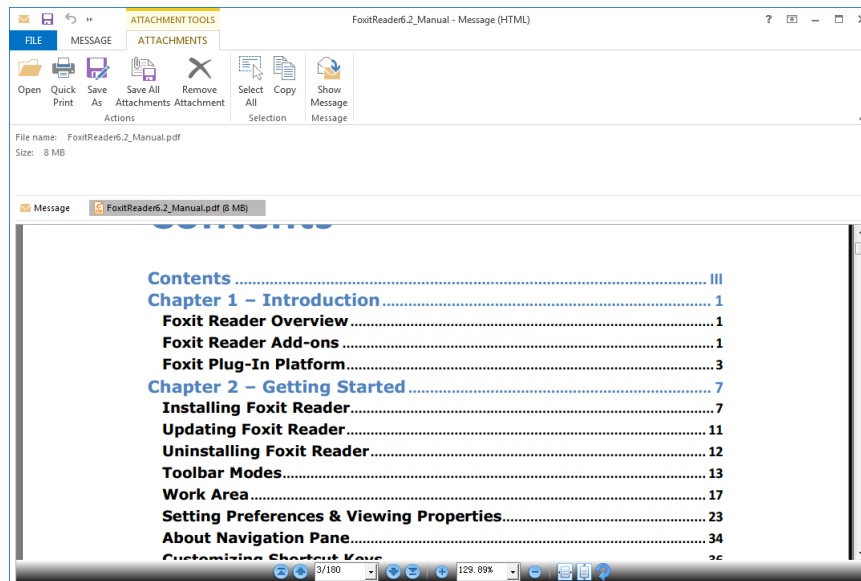 ATTACHMENT TOOLS
FoxitReader6.2_Manual - Message (HTML)
?
FILE
MESSAGE
ATTACHMENTS
Open
Quick Print
Save As
Save All Attachments
Remove Attachment
Select All
Copy
Show Message
Actions
Selection
Message
File name: FoxitReader6.2_Manual.pdf
Size: 8 MB
Message
FoxitReader6.2_Manual.pdf (8 MB)
Contents
Contents ........ III
Chapter 1 – Introduction ........ 1
Foxit Reader Overview ........ 1
Foxit Reader Add-ons ........ 1
Foxit Plug-In Platform ........ 3
Chapter 2 – Getting Started ........ 7
Installing Foxit Reader ........ 7
Updating Foxit Reader ........ 11
Uninstalling Foxit Reader ........ 12
Toolbar Modes ........ 13
Work Area ........ 17
Setting Preferences & Viewing Properties ........ 23
About Navigation Pane ........ 34
Customizing Shortcut Keys ........ 36
3/180
129.89%